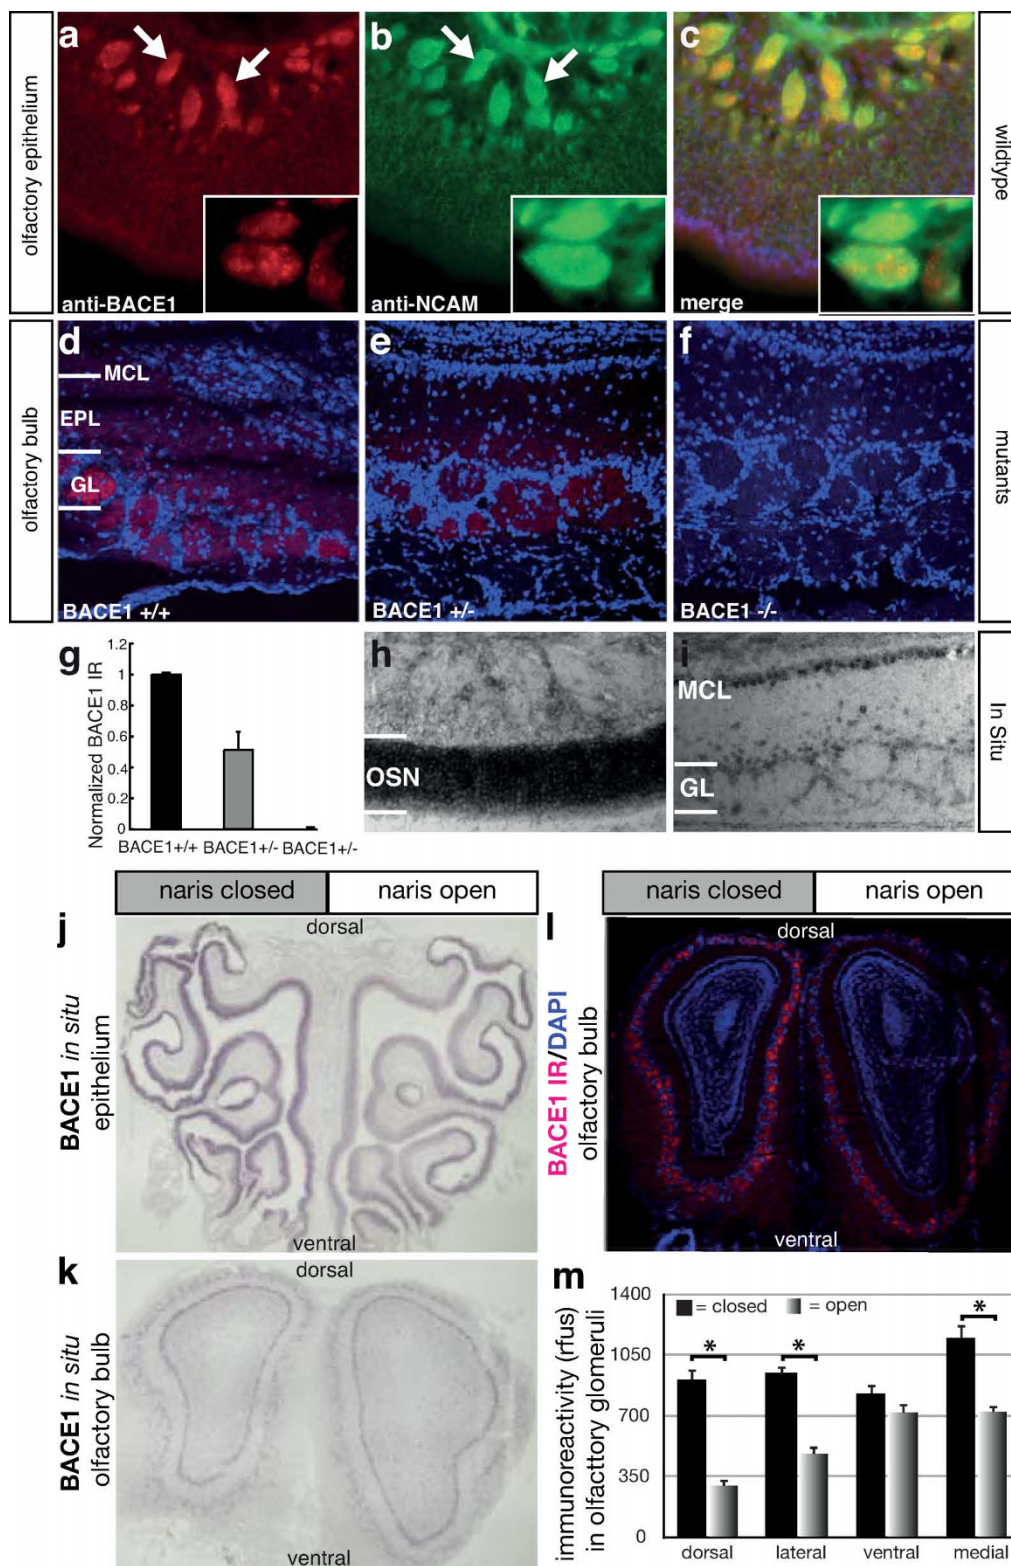 a
b
c
olfactory epithelium
wildtype
anti-BACE1
anti-NCAM
merge
d
e
f
MCL
EPL
GL
olfactory bulb
mutants
BACE1 +/+
BACE1 +/-
BACE1 -/-
g
h
i
Normalized BACE1 IR
1.2
1
0.8
0.6
0.4
0.2
0
BACE1+/+ BACE1+/- BACE1+/-
OSN
MCL
GL
In Situ
naris closed
naris open
naris closed
naris open
j
dorsal
BACE1 in situ
epithelium
ventral
l
dorsal
BACE1 IR/DAPI
olfactory bulb
ventral
k
dorsal
BACE1 in situ
olfactory bulb
ventral
m
immunoreactivity (rfus)
in olfacttory glomeruli
1400
1050
700
350
0
= closed
= open
*
*
*
dorsal lateral ventral medial